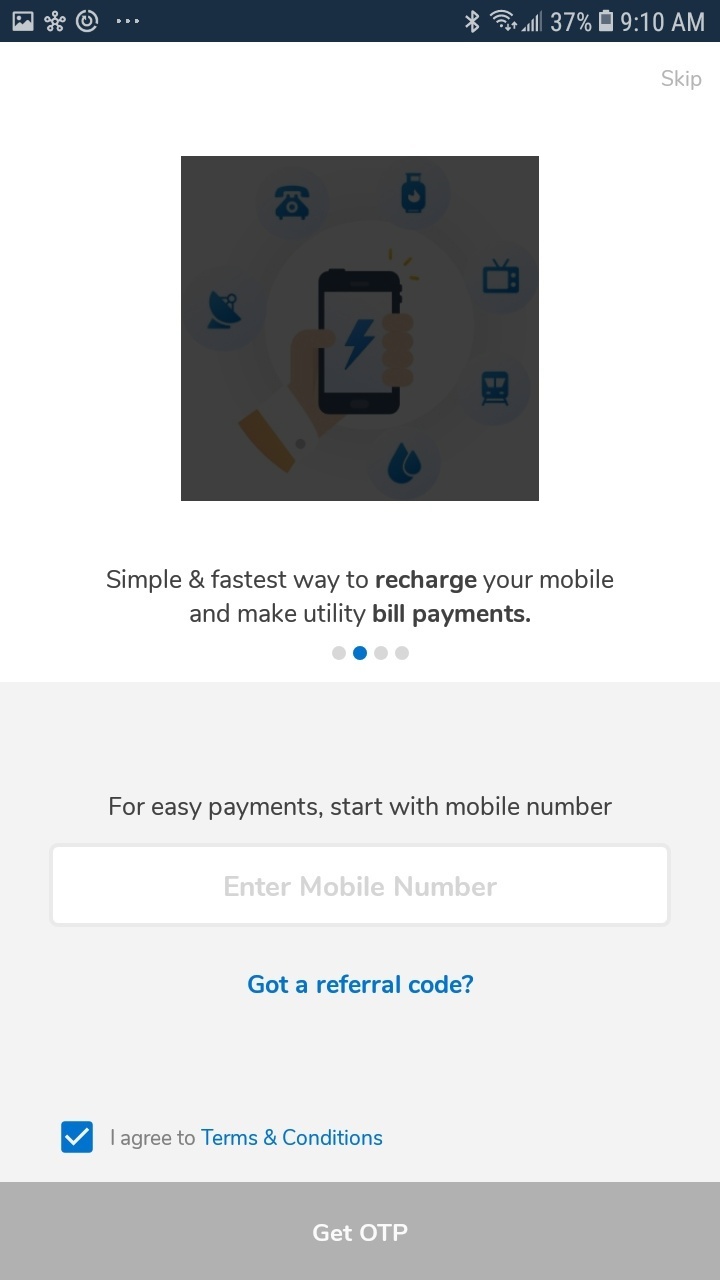 37% 9:10 AM
Skip
Simple & fastest way to recharge your mobile
and make utility bill payments.
For easy payments, start with mobile number
Enter Mobile Number
Got a referral code?
I agree to Terms & Conditions
Get OTP